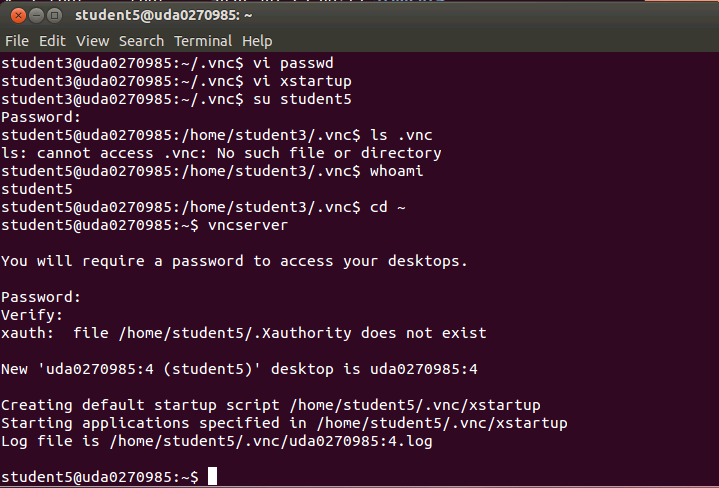 student5@uda0270985: ~
File Edit View Search Terminal Help
student3@uda0270985:~/.vnc$ vi passwd
student3@uda0270985:~/.vnc$ vi xstartup
student3@uda0270985:~/.vnc$ su student5
Password:
student5@uda0270985:/home/student3/.vnc$ ls .vnc
ls: cannot access .vnc: No such file or directory
student5@uda0270985:/home/student3/.vnc$ whoami
student5
student5@uda0270985:/home/student3/.vnc$ cd ~
student5@uda0270985:~$ vncserver
You will require a password to access your desktops.
Password:
Verify:
xauth:  file /home/student5/.Xauthority does not exist
New 'uda0270985:4 (student5)' desktop is uda0270985:4
Creating default startup script /home/student5/.vnc/xstartup
Starting applications specified in /home/student5/.vnc/xstartup
Log file is /home/student5/.vnc/uda0270985:4.log
student5@uda0270985:~$